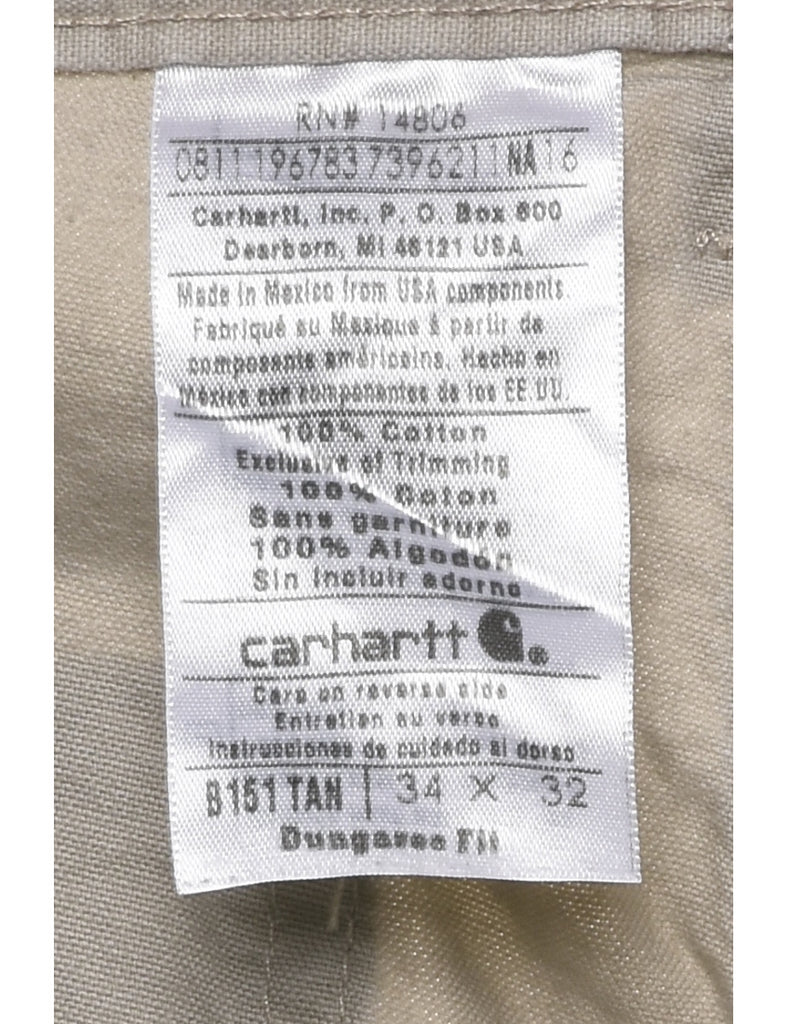 RN# 14806
08111967837396211NA16
Carhartt, Inc. P. O. Box 600
Dearborn, MI 48121 USA
Made in Mexico from USA components.
Fabriqué au Mexique à partir de
composants américains. Hecho en
México con componentes de los EE.UU.
100% Cotton
Exclusive of Trimming
100% Coton
Sans garniture
100% Algodón
Sin incluir adorno
carhartt ®
Care on reverse side
Entretien au verso
Instrucciones de cuidado al dorso
B151 TAN | 34 X 32
Dungaree Fit